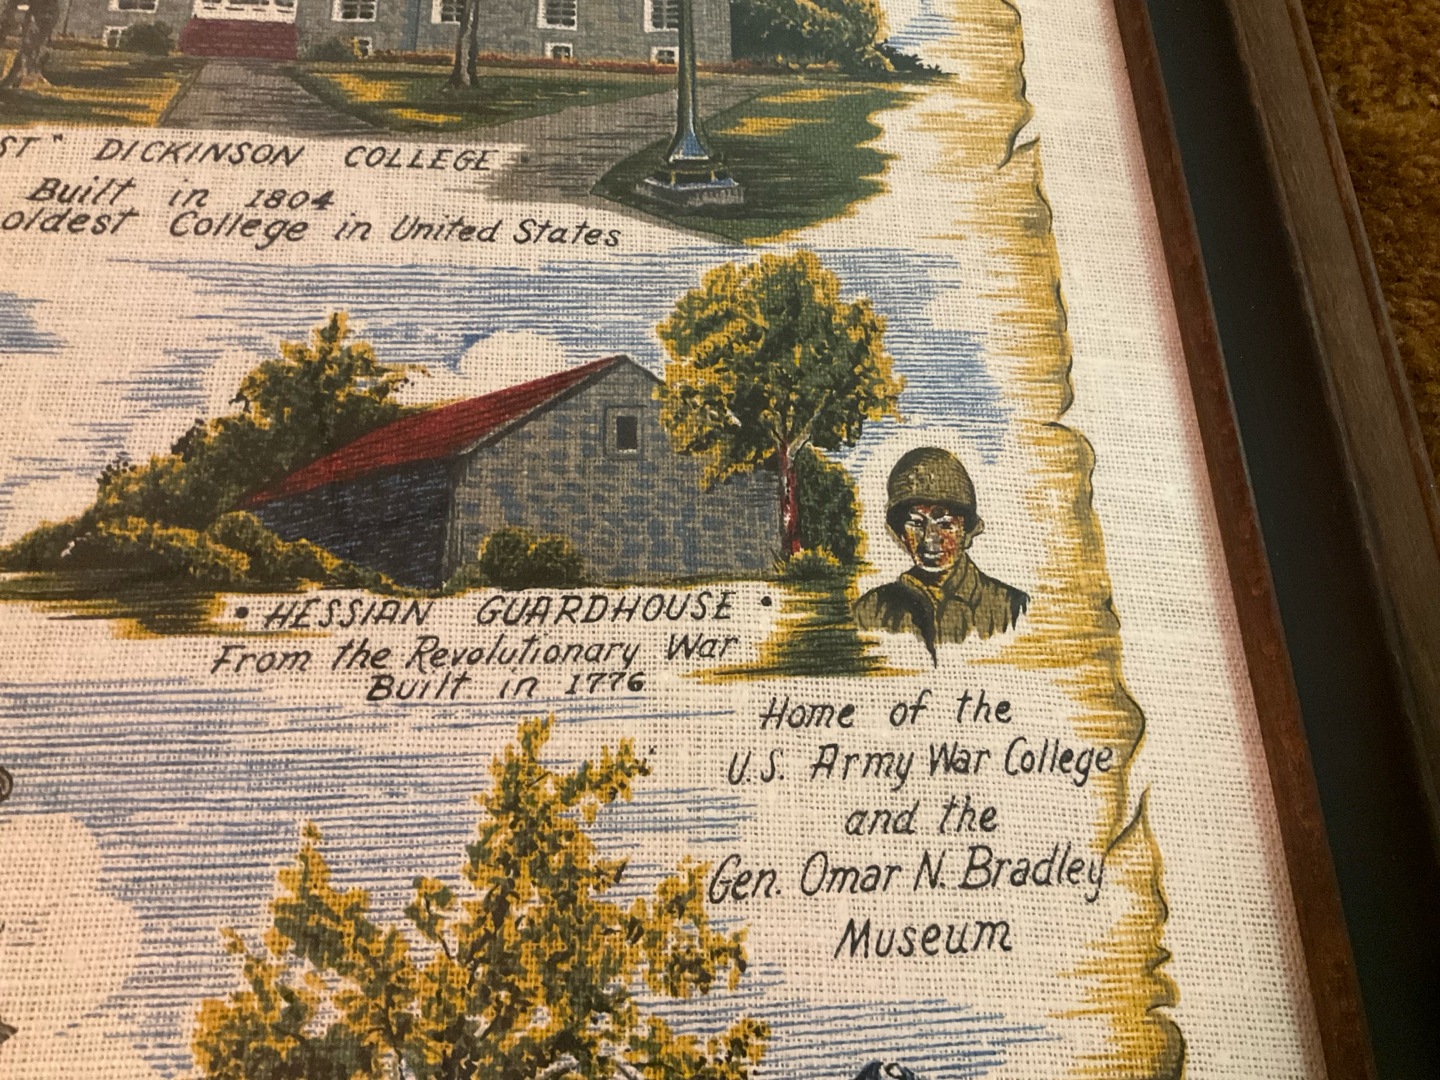 ST" DICKINSON COLLEGE
Built in 1804
oldest College in United States
• HESSIAN GUARDHOUSE •
From the Revolutionary War
Built in 1776
Home of the
U.S. Army War College
and the
Gen. Omar N. Bradley
Museum